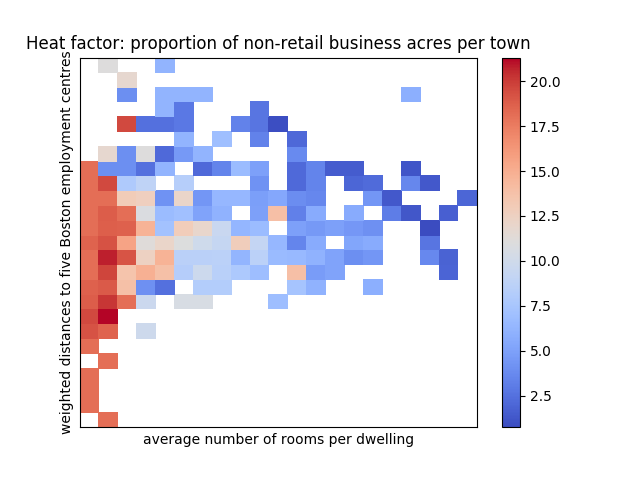 Heat factor: proportion of non-retail business acres per town
weighted distances to five Boston employment centres
average number of rooms per dwelling
20.0
17.5
15.0
12.5
10.0
7.5
5.0
2.5